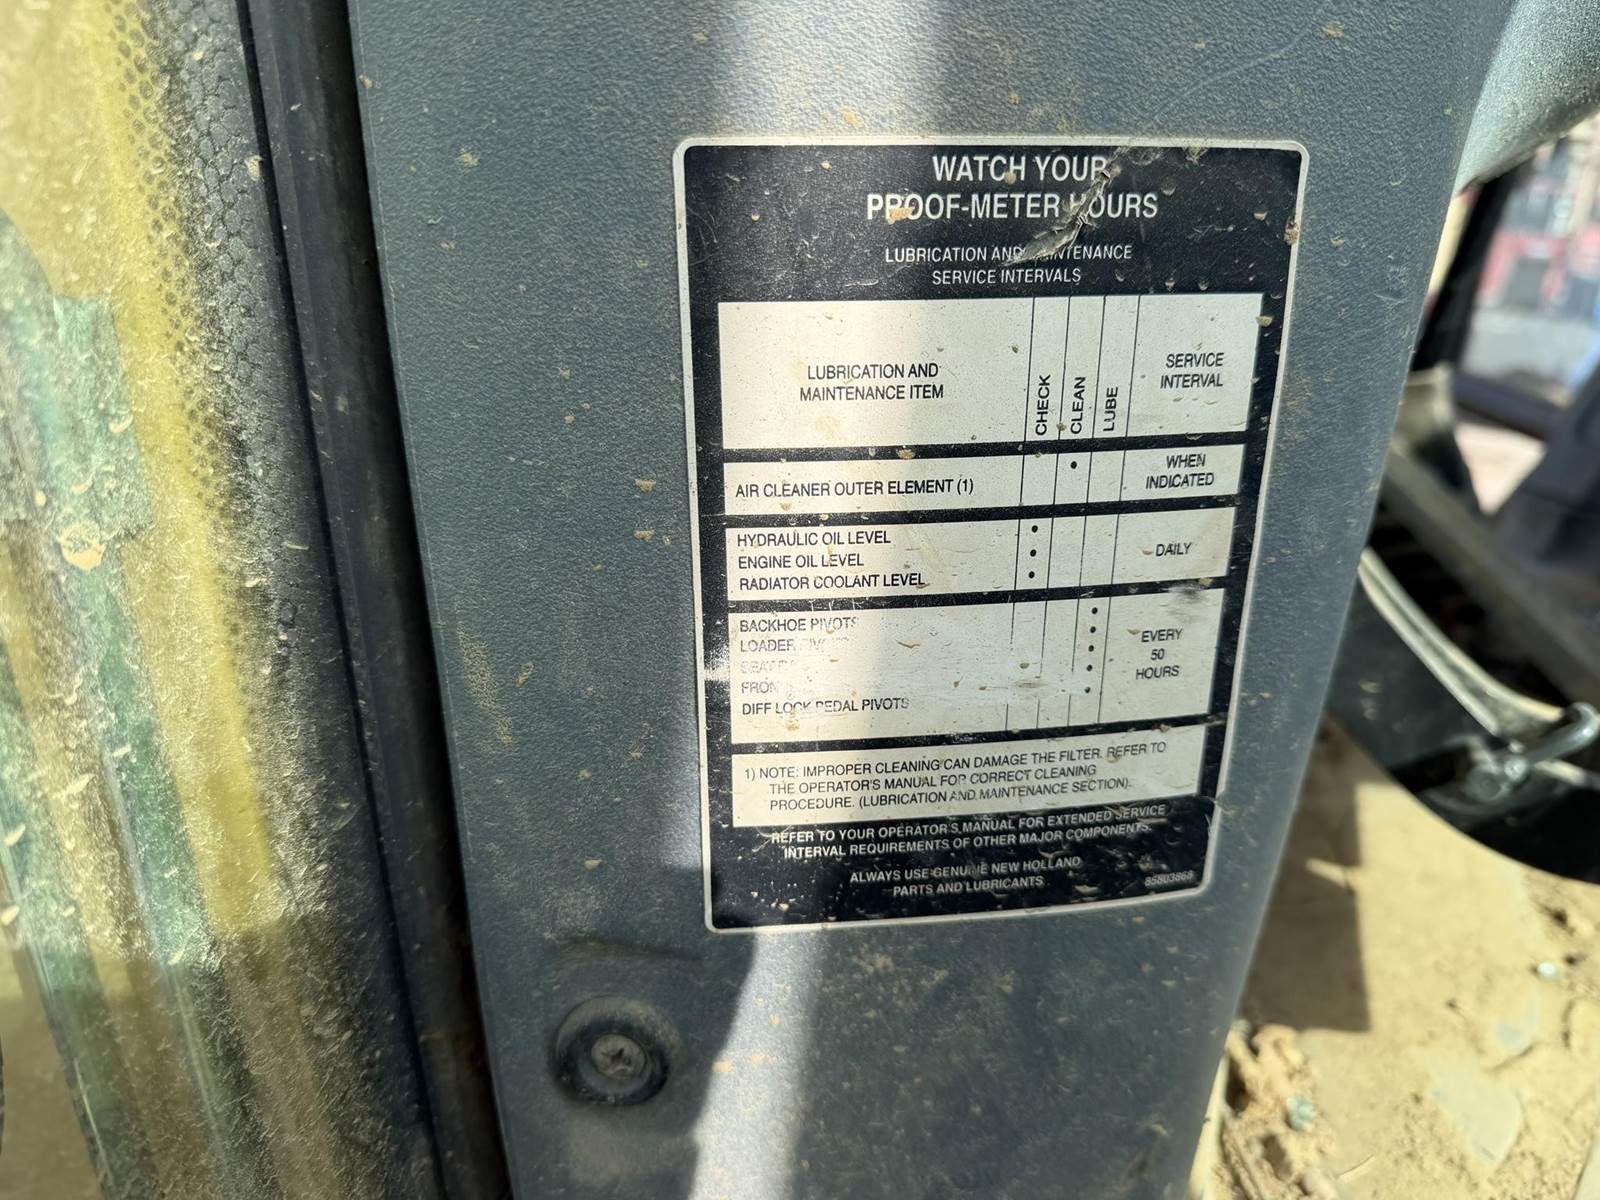 WATCH YOUR
PROOF-METER HOURS
LUBRICATION AND MAINTENANCE
SERVICE INTERVALS
LUBRICATION AND
MAINTENANCE ITEM
CHECK
CLEAN
LUBE
SERVICE
INTERVAL
AIR CLEANER OUTER ELEMENT (1)
WHEN
INDICATED
HYDRAULIC OIL LEVEL
ENGINE OIL LEVEL
RADIATOR COOLANT LEVEL
DAILY
BACKHOE PIVOTS
LOADER PIVOTS
DIFF LOCK PEDAL PIVOTS
EVERY
50
HOURS
1) NOTE: IMPROPER CLEANING CAN DAMAGE THE FILTER. REFER TO
THE OPERATOR'S MANUAL FOR CORRECT CLEANING
PROCEDURE. (LUBRICATION AND MAINTENANCE SECTION).
REFER TO YOUR OPERATOR'S MANUAL FOR EXTENDED SERVICE
INTERVAL REQUIREMENTS OF OTHER MAJOR COMPONENTS.
ALWAYS USE GENUINE NEW HOLLAND
PARTS AND LUBRICANTS
85803868